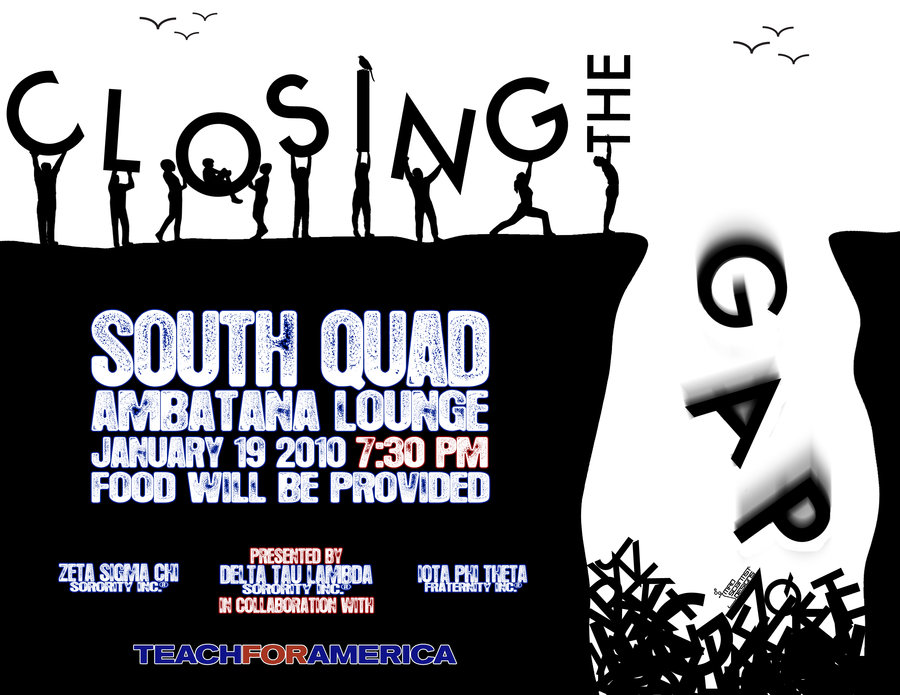 CLOSING THE
GAP
SOUTH QUAD
AMBATANA LOUNGE
JANUARY 19 2010 7:30 PM
FOOD WILL BE PROVIDED
PRESENTED BY
ZETA SIGMA CHI
SORORITY INC.®
DELTA TAU LAMBDA
SORORITY INC.®
IOTA PHI THETA
FRATERNITY INC.®
IN COLLABORATION WITH
TEACHFORAMERICA